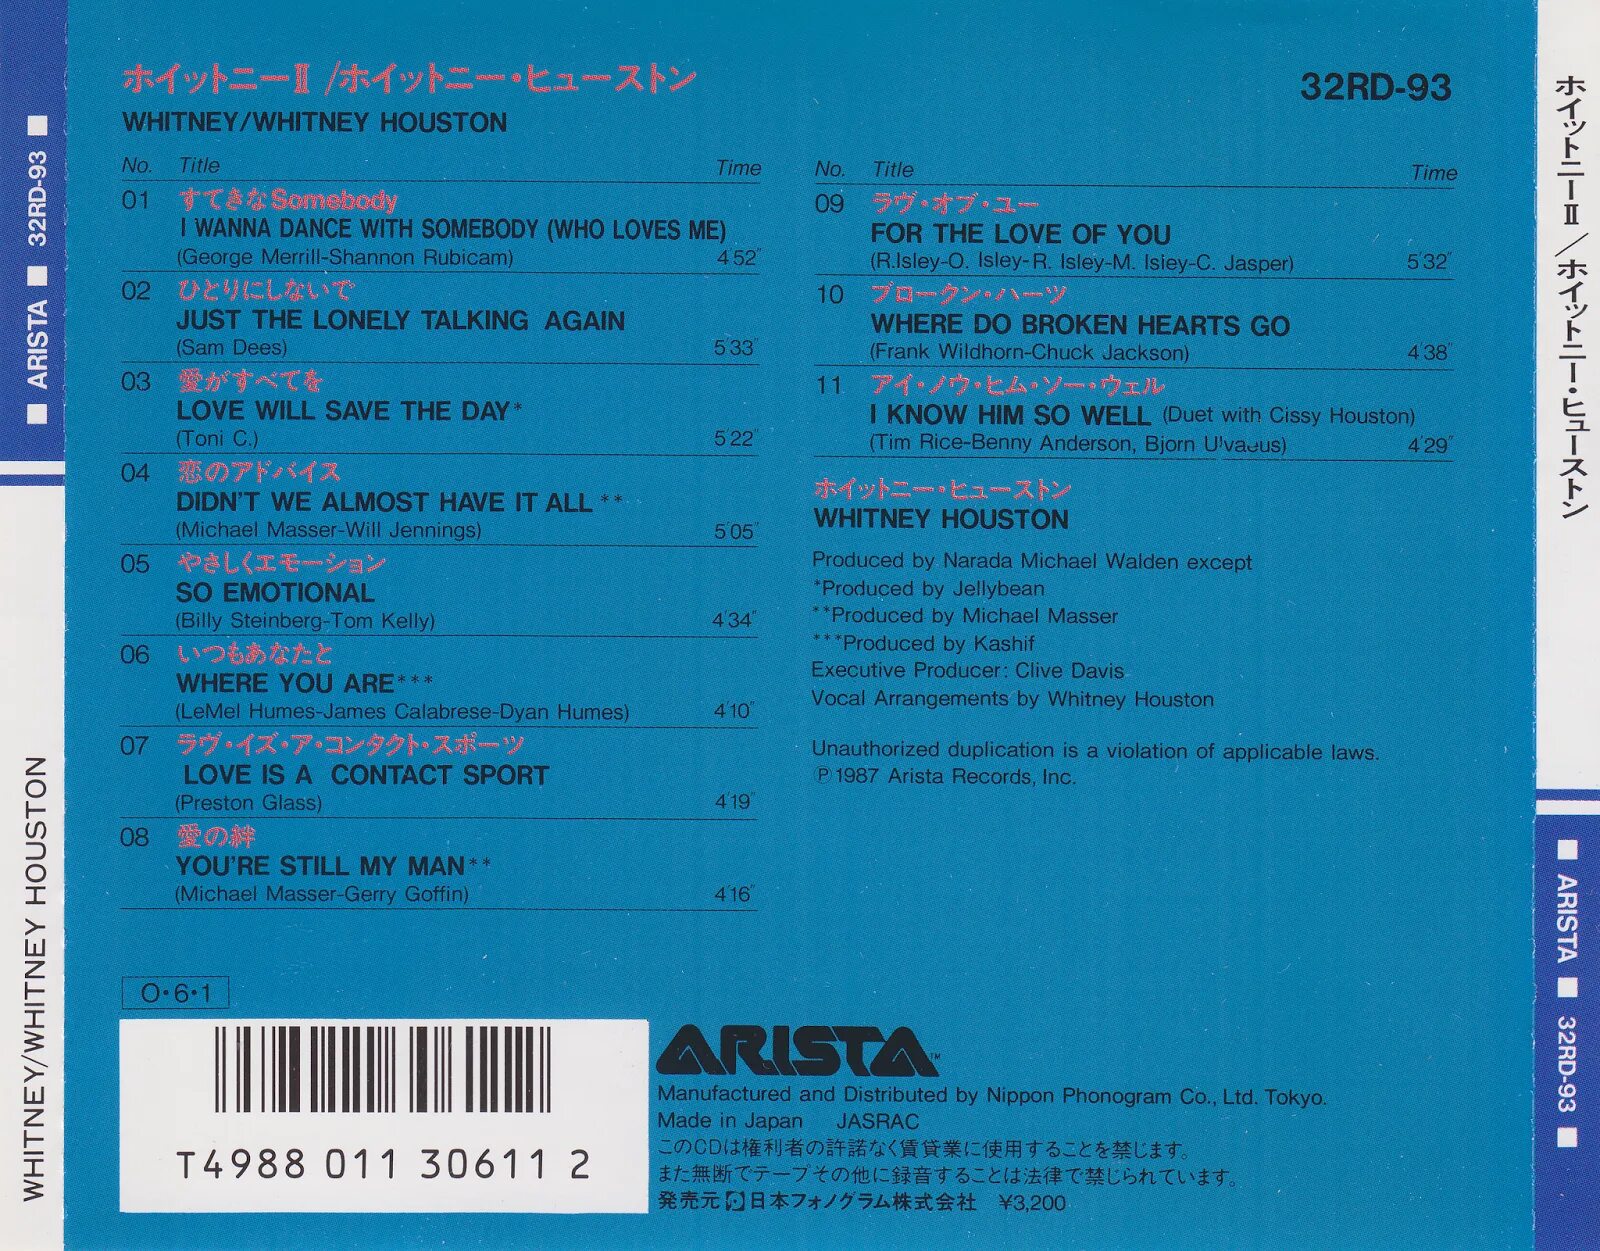 ホイットニーII /ホイットニー・ヒューストン
WHITNEY/WHITNEY HOUSTON
32RD-93
No. Title Time
01 すてきなSomebody
I WANNA DANCE WITH SOMEBODY (WHO LOVES ME)
(George Merrill-Shannon Rubicam) 4'52"
02 ひとりにしないで
JUST THE LONELY TALKING AGAIN
(Sam Dees) 5'33"
03 愛がすべてを
LOVE WILL SAVE THE DAY*
(Toni C.) 5'22"
04 恋のアドバイス
DIDN'T WE ALMOST HAVE IT ALL**
(Michael Masser-Will Jennings) 5'05"
05 やさしくエモーション
SO EMOTIONAL
(Billy Steinberg-Tom Kelly) 4'34"
06 いつもあなたと
WHERE YOU ARE***
(LeMel Humes-James Calabrese-Dyan Humes) 4'10"
07 ラヴ・イズ・ア・コンタクト・スポーツ
LOVE IS A CONTACT SPORT
(Preston Glass) 4'19"
08 愛の絆
YOU'RE STILL MY MAN**
(Michael Masser-Gerry Goffin) 4'16"
No. Title Time
09 ラヴ・オブ・ユー
FOR THE LOVE OF YOU
(R.Isley-O. Isley-R. Isley-M. Isley-C. Jasper) 5'32"
10 ブロークン・ハーツ
WHERE DO BROKEN HEARTS GO
(Frank Wildhorn-Chuck Jackson) 4'38"
11 アイ・ノウ・ヒム・ソー・ウェル
I KNOW HIM SO WELL (Duet with Cissy Houston)
(Tim Rice-Benny Anderson, Bjorn Ulvaeus) 4'29"
ホイットニー・ヒューストン
WHITNEY HOUSTON
Produced by Narada Michael Walden except
*Produced by Jellybean
**Produced by Michael Masser
***Produced by Kashif
Executive Producer: Clive Davis
Vocal Arrangements by Whitney Houston
Unauthorized duplication is a violation of applicable laws.
℗1987 Arista Records, Inc.
O・6・1
T4988 011 30611 2
ARISTA™
Manufactured and Distributed by Nippon Phonogram Co., Ltd. Tokyo.
Made in Japan JASRAC
このCDは権利者の許諾なく賃貸業に使用することを禁じます。
また無断でテープその他に録音することは法律で禁じられています。
発売元 日本フォノグラム株式会社 ¥3,200
WHITNEY/WHITNEY HOUSTON
■ ARISTA ■ 32RD-93 ■
ホイットニーII/ホイットニー・ヒューストン
■ ARISTA ■ 32RD-93 ■